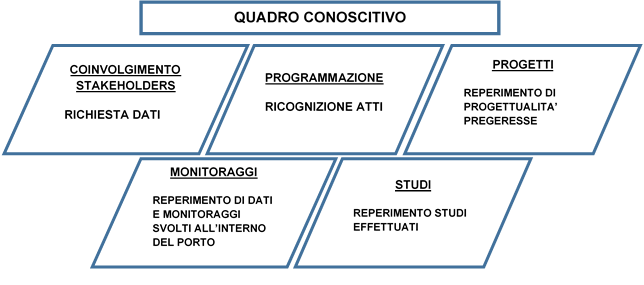 QUADRO CONOSCITIVO
COINVOLGIMENTO
STAKEHOLDERS
RICHIESTA DATI
PROGRAMMAZIONE
RICOGNIZIONE ATTI
PROGETTI
REPERIMENTO DI
PROGETTUALITA’
PREGERESSE
MONITORAGGI
REPERIMENTO DI DATI
E MONITORAGGI
SVOLTI ALL’INTERNO
DEL PORTO
STUDI
REPERIMENTO STUDI
EFFETTUATI